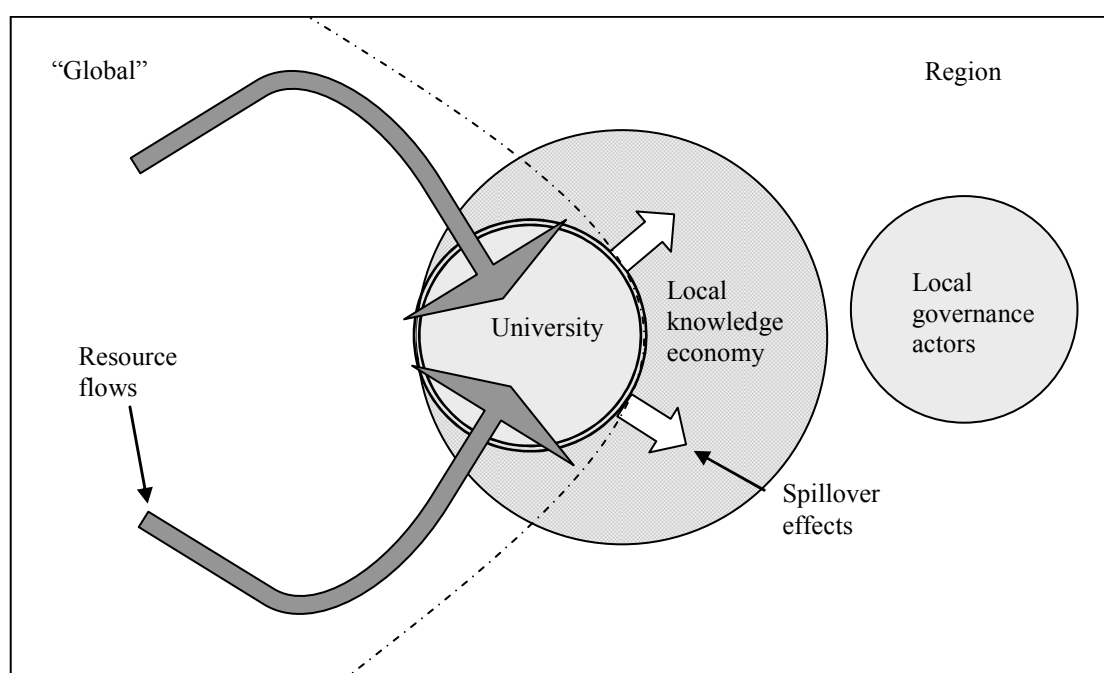 “Global”
Region
Local
governance
actors
Local
knowledge
economy
University
Resource
flows
Spillover
effects